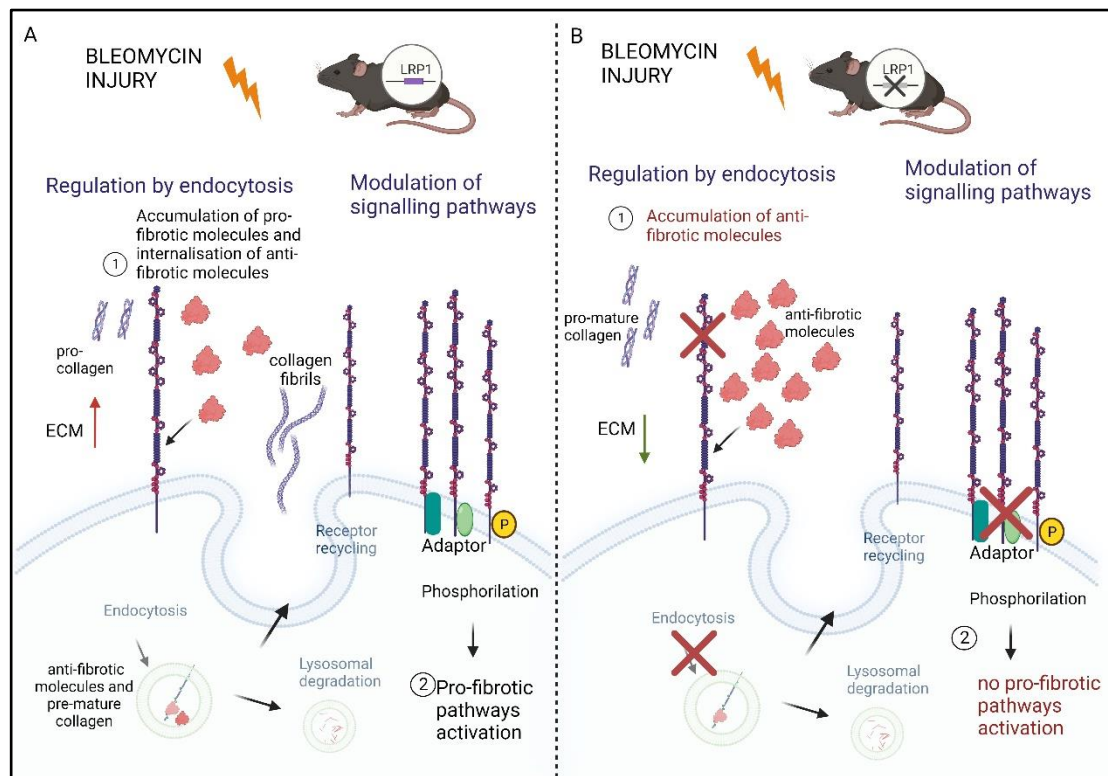 A
BLEOMYCIN
INJURY
LRP1
Regulation by endocytosis
Modulation of
signalling pathways
Accumulation of pro-
fibrotic molecules and
internalisation of anti-
fibrotic molecules
1
pro-
collagen
ECM
collagen
fibrils
Receptor
recycling
Adaptor
P
Phosphorilation
Endocytosis
anti-fibrotic
molecules and
pre-mature
collagen
Lysosomal
degradation
2
Pro-fibrotic
pathways
activation
B
BLEOMYCIN
INJURY
LRP1
Regulation by endocytosis
Modulation of
signalling pathways
1
Accumulation of anti-
fibrotic molecules
pro-mature
collagen
anti-fibrotic
molecules
ECM
Receptor
recycling
Adaptor
P
Phosphorilation
Endocytosis
Lysosomal
degradation
2
no pro-fibrotic
pathways
activation